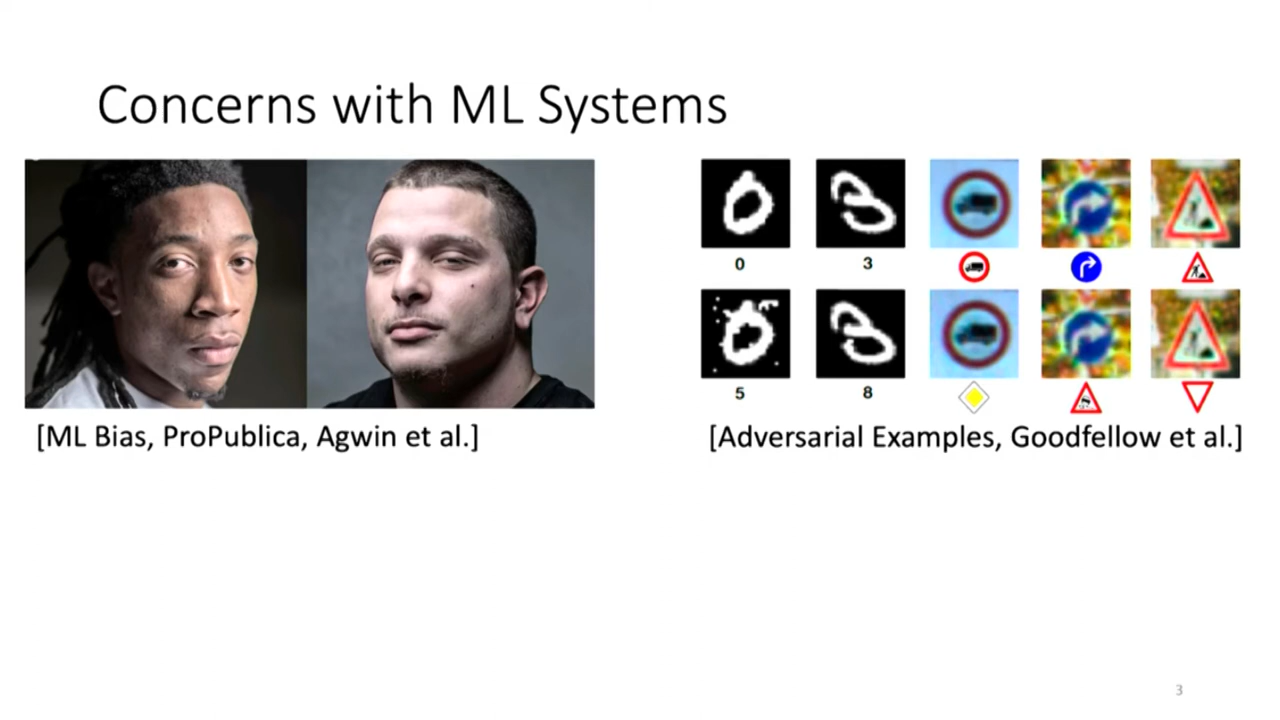 Concerns with ML Systems
0 3
5 8
[ML Bias, ProPublica, Agwin et al.]
[Adversarial Examples, Goodfellow et al.]
3